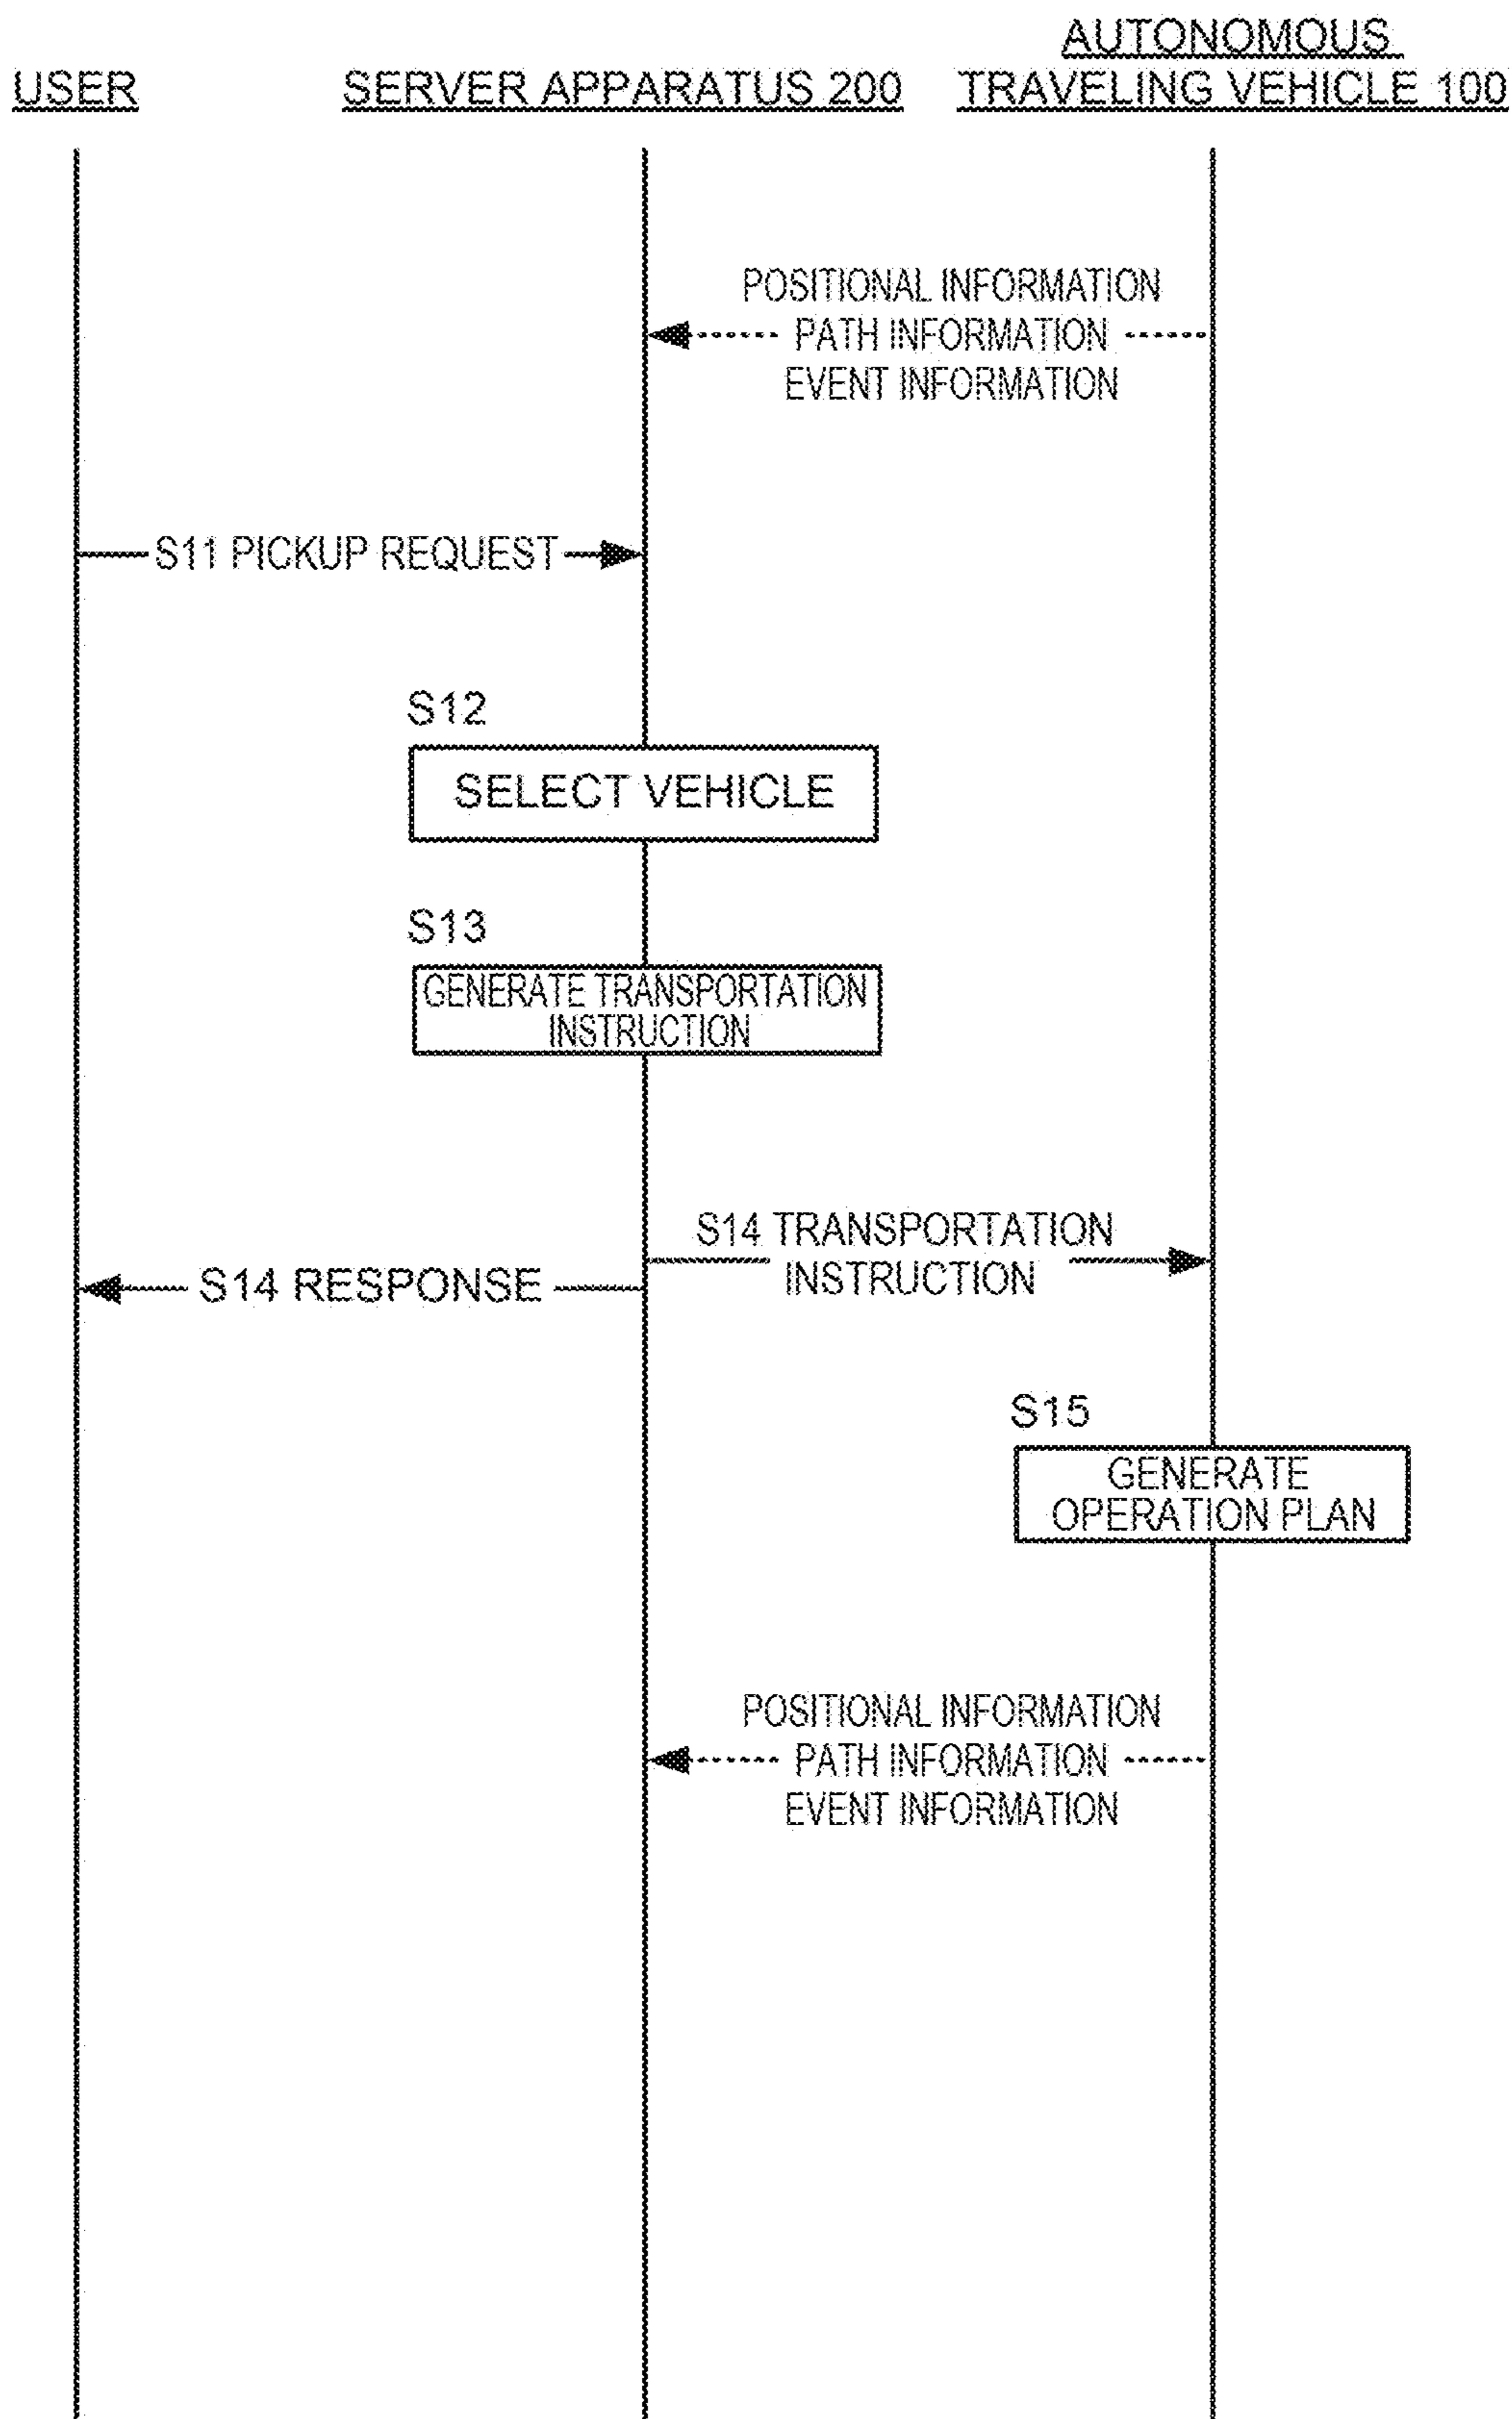 USER
SERVER APPARATUS 200
AUTONOMOUS
TRAVELING VEHICLE 100
POSITIONAL INFORMATION
PATH INFORMATION
EVENT INFORMATION
S11 PICKUP REQUEST
S12
SELECT VEHICLE
S13
GENERATE TRANSPORTATION
INSTRUCTION
S14 TRANSPORTATION
INSTRUCTION
S14 RESPONSE
S15
GENERATE
OPERATION PLAN
POSITIONAL INFORMATION
PATH INFORMATION
EVENT INFORMATION